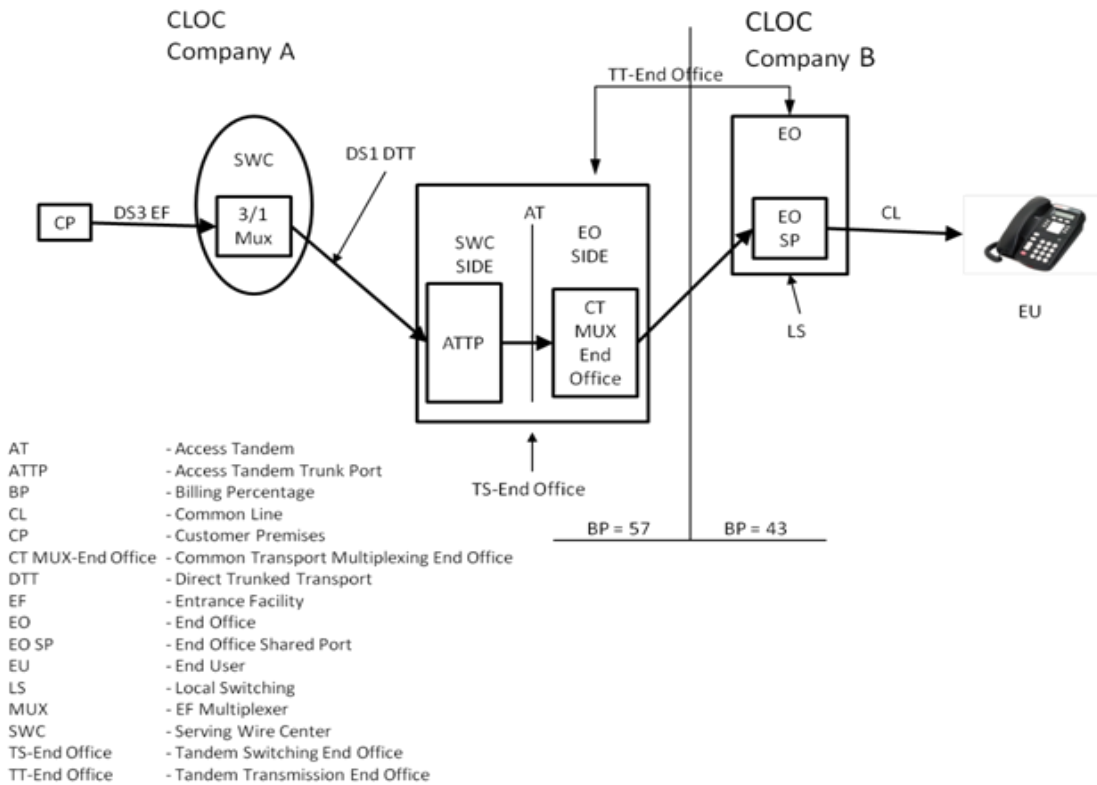 CLOC
Company A
CLOC
Company B
TT-End Office
EO
SWC
DS1 DTT
CP
DS3 EF
3/1
Mux
AT
SWC
SIDE
EO
SIDE
EO
SP
CL
ATTP
CT
MUX
End
Office
LS
EU
TS-End Office
BP = 57
BP = 43
AT - Access Tandem
ATTP - Access Tandem Trunk Port
BP - Billing Percentage
CL - Common Line
CP - Customer Premises
CT MUX-End Office - Common Transport Multiplexing End Office
DTT - Direct Trunked Transport
EF - Entrance Facility
EO - End Office
EO SP - End Office Shared Port
EU - End User
LS - Local Switching
MUX - EF Multiplexer
SWC - Serving Wire Center
TS-End Office - Tandem Switching End Office
TT-End Office - Tandem Transmission End Office